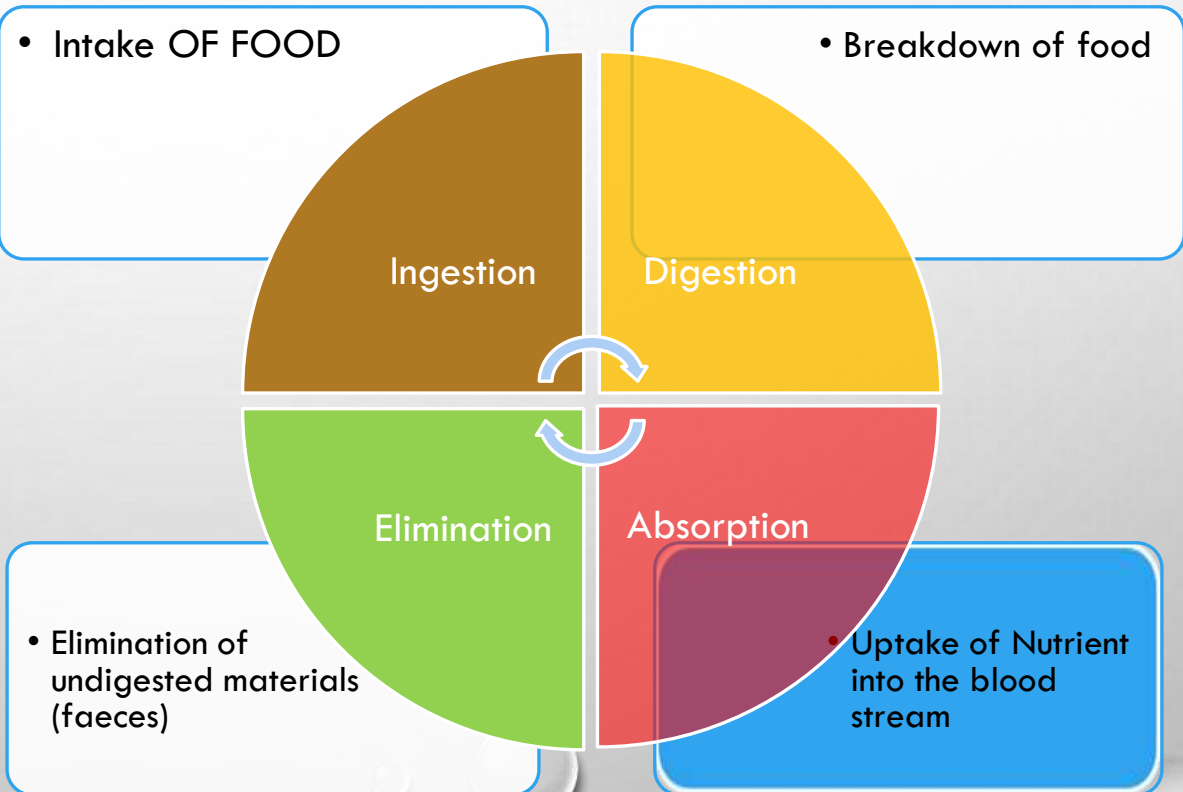 • Intake OF FOOD
• Breakdown of food
Ingestion
Digestion
Elimination
Absorption
• Elimination of
undigested materials
(faeces)
• Uptake of Nutrient
into the blood
stream